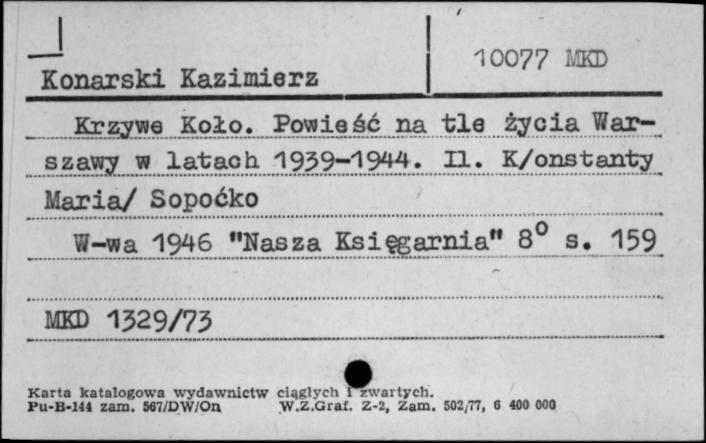 10077 MKD
Konarski Kazimierz
Krzywe Koło. Powieść na tle życia War-
szawy w latach 1939-1944. Il. K/onstanty
Maria/ Sopoćko
W-wa 1946 "Nasza Księgarnia" 8° s. 159
MKD 1329/73
Karta katalogowa wydawnictw ciągłych i zwartych.
Pu-B-144 zam. 567/DW/On W.Z.Graf. Z-2, Zam. 502/77, 6 400 000